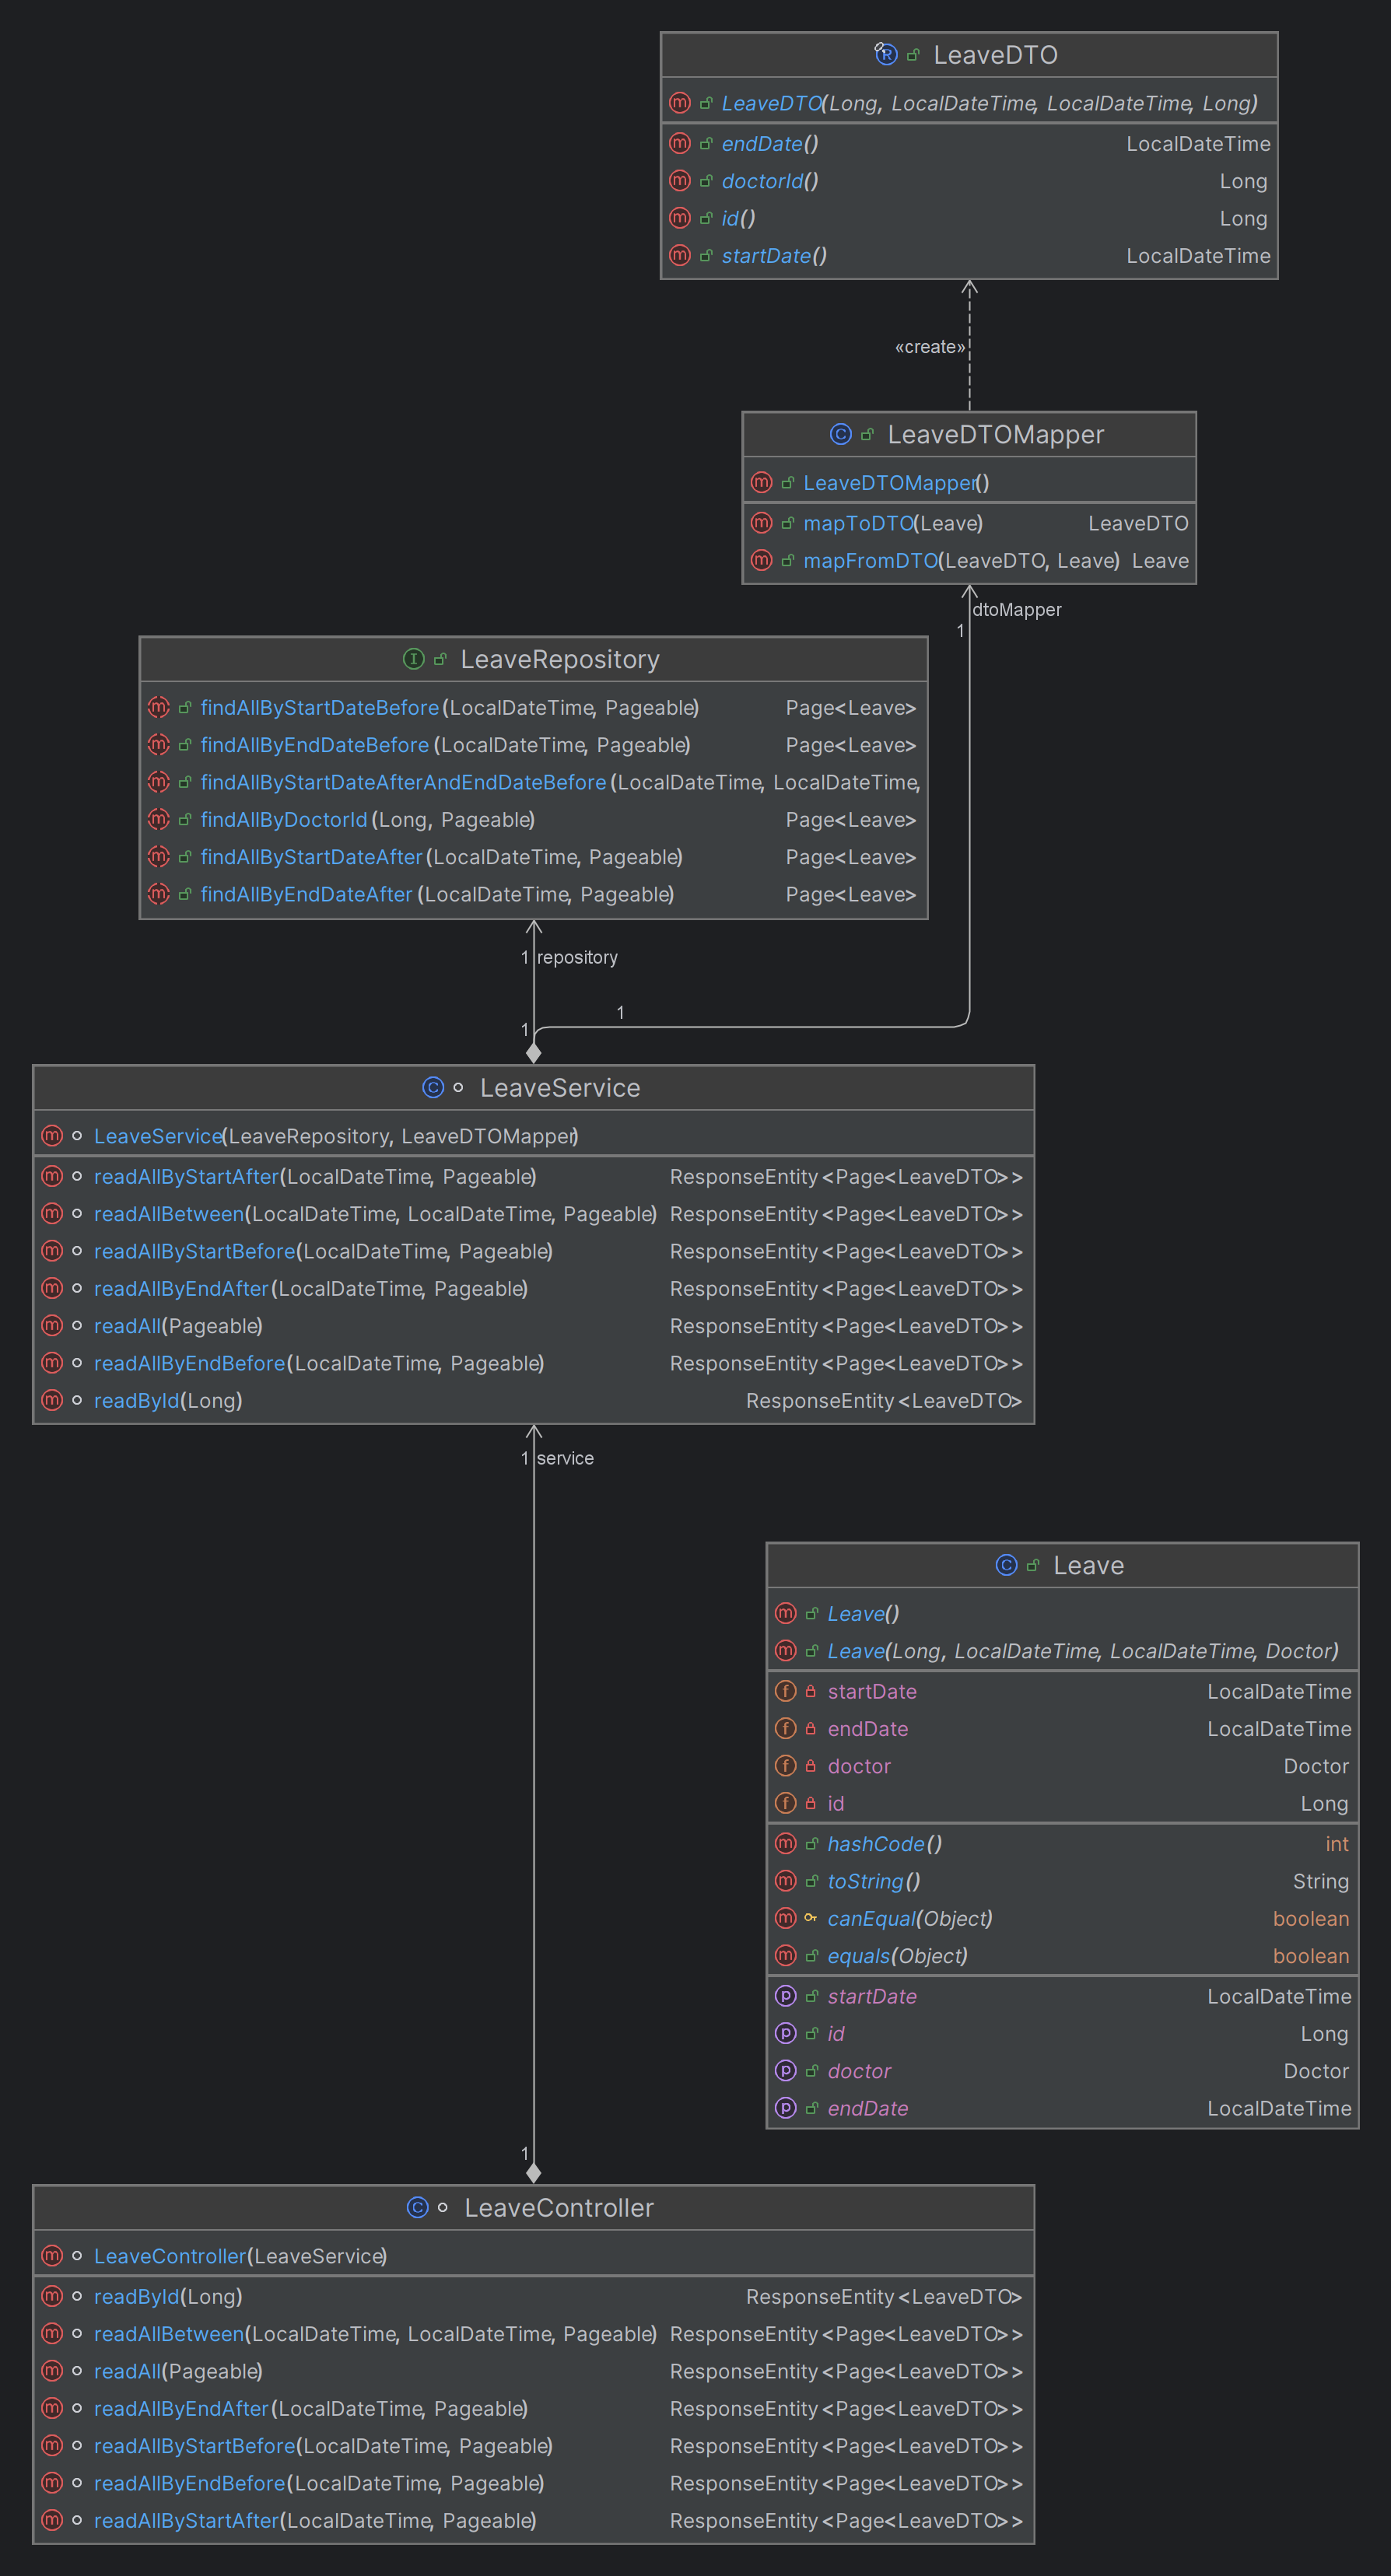 LeaveDTO
LeaveDTO(Long, LocalDateTime, LocalDateTime, Long)
endDate() LocalDateTime
doctorId() Long
id() Long
startDate() LocalDateTime
«create»
LeaveDTOMapper
LeaveDTOMapper()
mapToDTO(Leave) LeaveDTO
mapFromDTO(LeaveDTO, Leave) Leave
dtoMapper
1
LeaveRepository
findAllByStartDateBefore(LocalDateTime, Pageable) Page<Leave>
findAllByEndDateBefore(LocalDateTime, Pageable) Page<Leave>
findAllByStartDateAfterAndEndDateBefore(LocalDateTime, LocalDateTime,
findAllByDoctorId(Long, Pageable) Page<Leave>
findAllByStartDateAfter(LocalDateTime, Pageable) Page<Leave>
findAllByEndDateAfter(LocalDateTime, Pageable) Page<Leave>
1 repository
1
1
LeaveService
LeaveService(LeaveRepository, LeaveDTOMapper)
readAllByStartAfter(LocalDateTime, Pageable) ResponseEntity<Page<LeaveDTO>>
readAllBetween(LocalDateTime, LocalDateTime, Pageable) ResponseEntity<Page<LeaveDTO>>
readAllByStartBefore(LocalDateTime, Pageable) ResponseEntity<Page<LeaveDTO>>
readAllByEndAfter(LocalDateTime, Pageable) ResponseEntity<Page<LeaveDTO>>
readAll(Pageable) ResponseEntity<Page<LeaveDTO>>
readAllByEndBefore(LocalDateTime, Pageable) ResponseEntity<Page<LeaveDTO>>
readById(Long) ResponseEntity<LeaveDTO>
1 service
Leave
Leave()
Leave(Long, LocalDateTime, LocalDateTime, Doctor)
startDate LocalDateTime
endDate LocalDateTime
doctor Doctor
id Long
hashCode() int
toString() String
canEqual(Object) boolean
equals(Object) boolean
startDate LocalDateTime
id Long
doctor Doctor
endDate LocalDateTime
1
LeaveController
LeaveController(LeaveService)
readById(Long) ResponseEntity<LeaveDTO>
readAllBetween(LocalDateTime, LocalDateTime, Pageable) ResponseEntity<Page<LeaveDTO>>
readAll(Pageable) ResponseEntity<Page<LeaveDTO>>
readAllByEndAfter(LocalDateTime, Pageable) ResponseEntity<Page<LeaveDTO>>
readAllByStartBefore(LocalDateTime, Pageable) ResponseEntity<Page<LeaveDTO>>
readAllByEndBefore(LocalDateTime, Pageable) ResponseEntity<Page<LeaveDTO>>
readAllByStartAfter(LocalDateTime, Pageable) ResponseEntity<Page<LeaveDTO>>